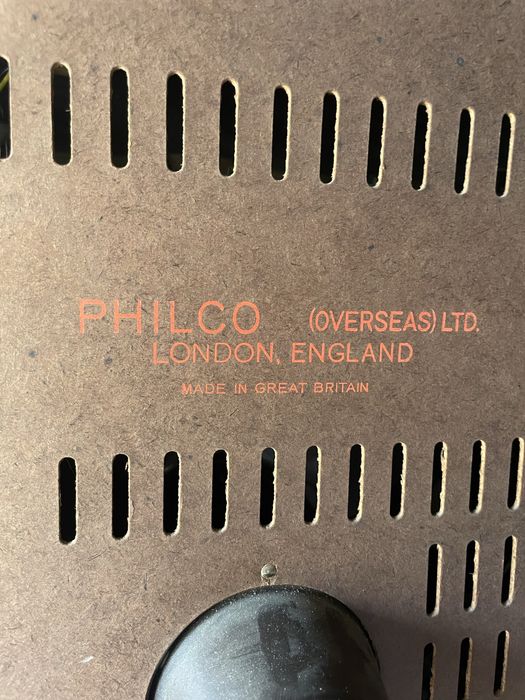 PHILCO (OVERSEAS) LTD.
LONDON, ENGLAND
MADE IN GREAT BRITAIN